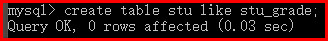 mysql> create table stu like stu_grade;
Query OK, 0 rows affected (0.03 sec)